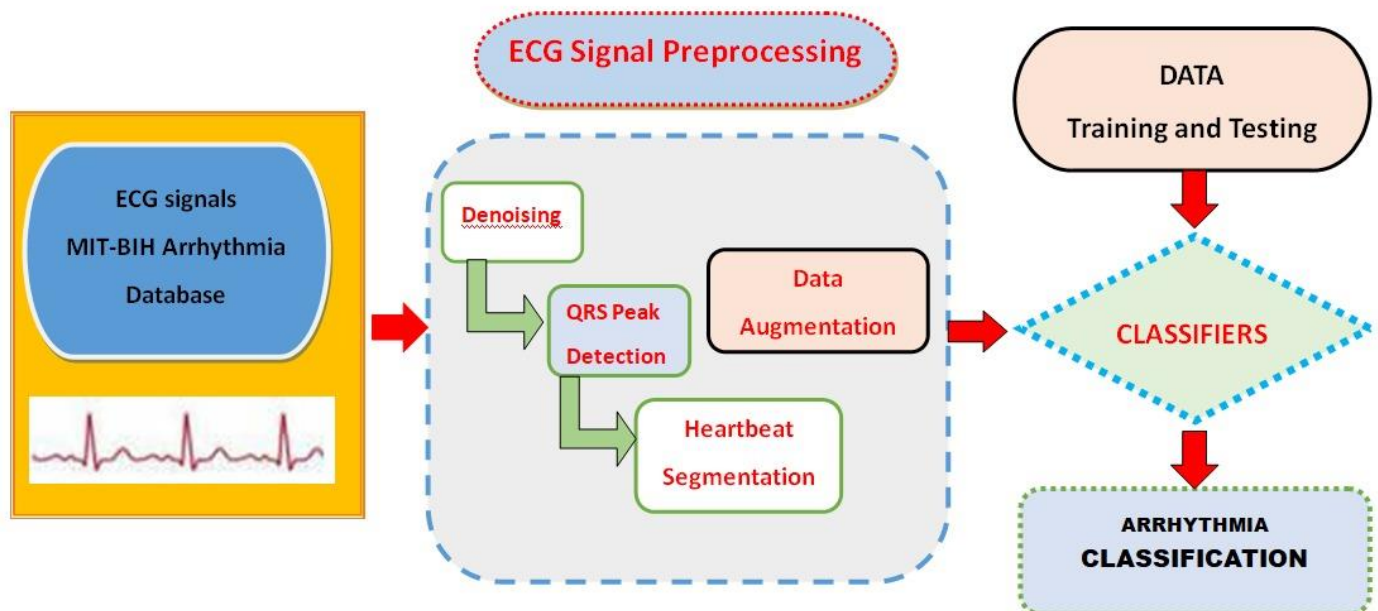 ECG Signal Preprocessing
ECG signals
MIT-BIH Arrhythmia
Database
Denoising
QRS Peak
Detection
Heartbeat
Segmentation
Data
Augmentation
DATA
Training and Testing
CLASSIFIERS
ARRHYTHMIA
CLASSIFICATION